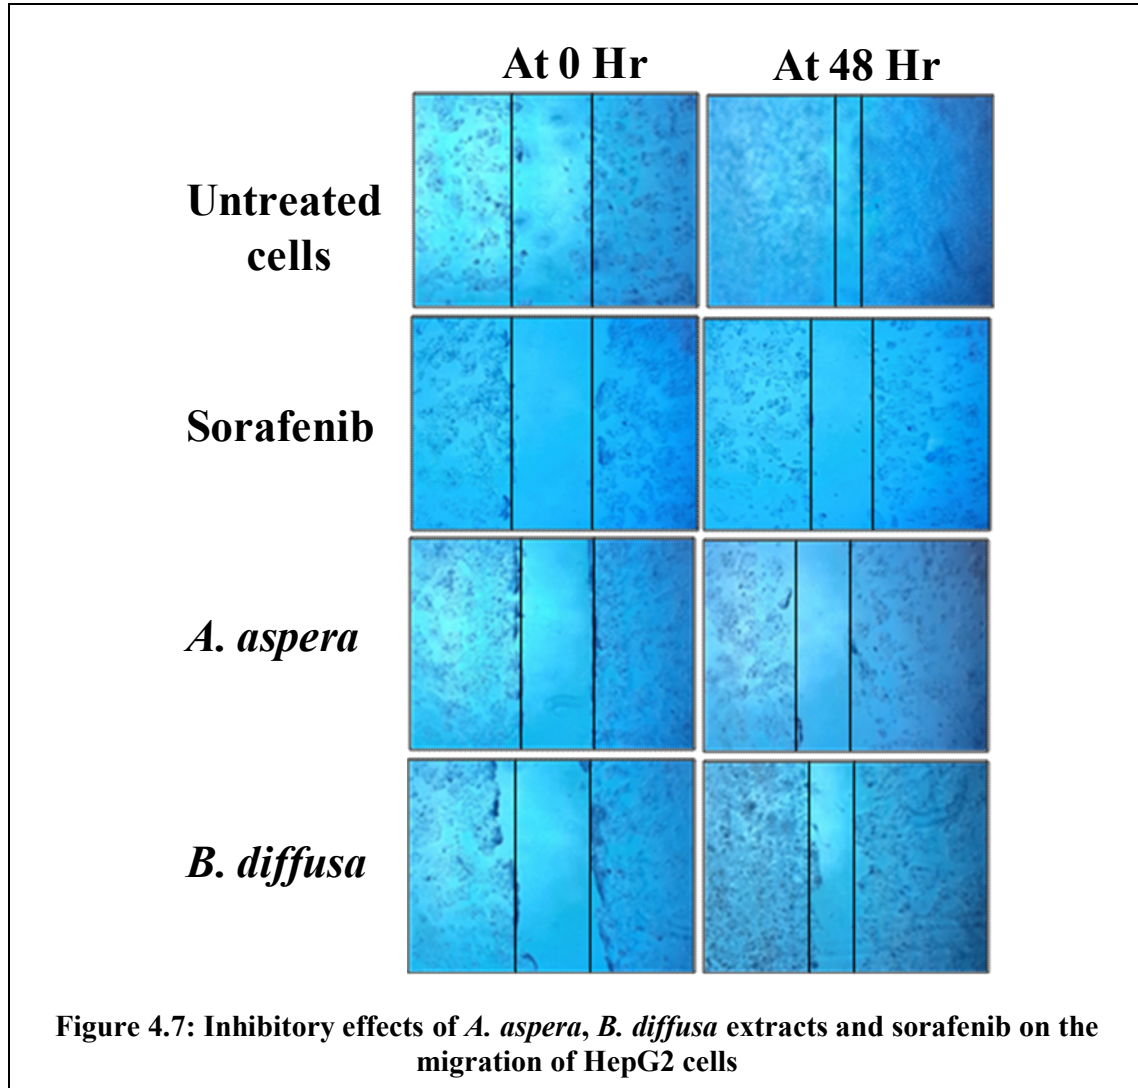 At 0 Hr At 48 Hr
Untreated
cells
Sorafenib
A. aspera
B. diffusa
Figure 4.7: Inhibitory effects of A. aspera, B. diffusa extracts and sorafenib on the
migration of HepG2 cells